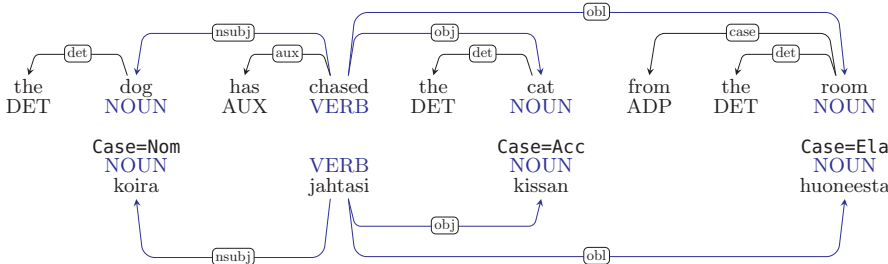 obl
nsubj obj case
det aux det det
the dog has chased the cat from the room
DET NOUN AUX VERB DET NOUN ADP DET NOUN
Case=Nom Case=Acc Case=Ela
NOUN VERB NOUN NOUN
koira jahtasi kissan huoneesta
obj
nsubj obl